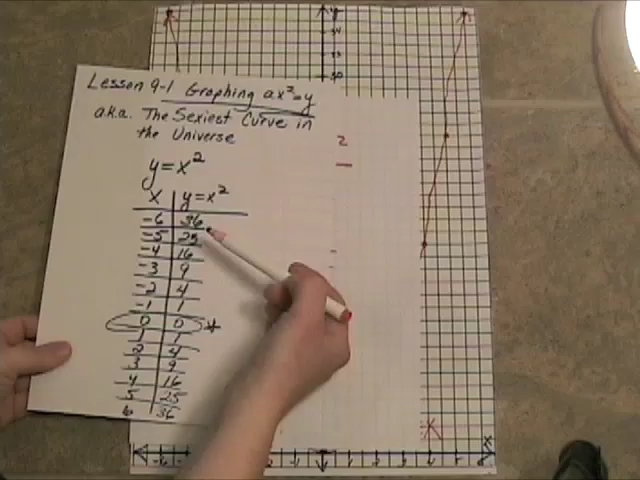 Lesson 9-1 Graphing ax²=y
a.k.a. The Sexiest Curve in
the Universe
y=x²
x y=x²
-6 36
-5 25
-4 16
-3 9
-2 4
-1 1
0 0 *
1 1
2 4
3 9
4 16
5 25
6 36
2
x